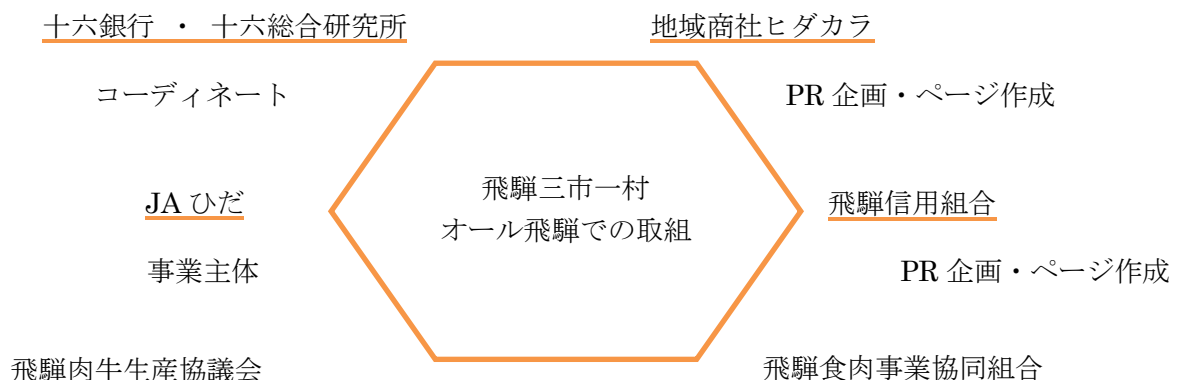 十六銀行 ・ 十六総合研究所
地域商社ヒダカラ
コーディネート
PR 企画・ページ作成
飛騨三市一村
オール飛騨での取組
JA ひだ
飛騨信用組合
事業主体
PR 企画・ページ作成
飛騨肉牛生産協議会
飛騨食肉事業協同組合